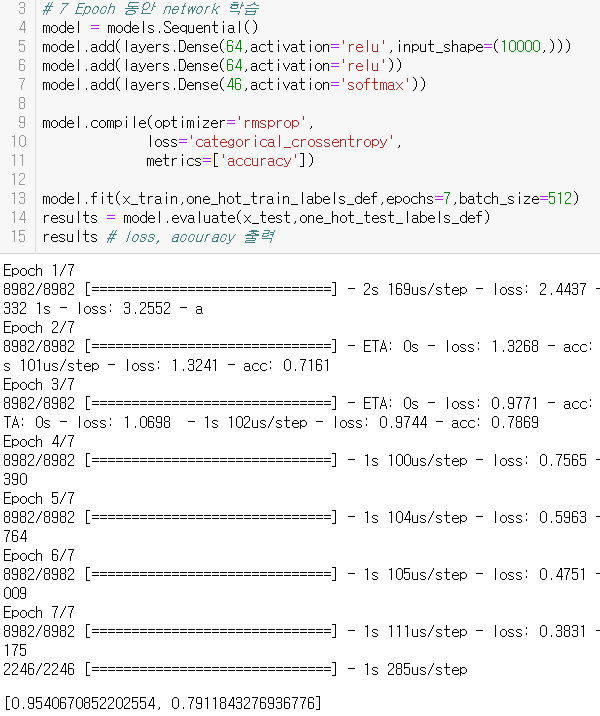 3 # 7 Epoch 동안 network 학습
4 model = models.Sequential()
5 model.add(layers.Dense(64,activation='relu',input_shape=(10000,)))
6 model.add(layers.Dense(64,activation='relu'))
7 model.add(layers.Dense(46,activation='softmax'))
8
9 model.compile(optimizer='rmsprop',
10 loss='categorical_crossentropy',
11 metrics=['accuracy'])
12
13 model.fit(x_train,one_hot_train_labels_def,epochs=7,batch_size=512)
14 results = model.evaluate(x_test,one_hot_test_labels_def)
15 results # loss, accuracy 출력
Epoch 1/7
8982/8982 [==============================] - 2s 169us/step - loss: 2.4437 -
332 1s - loss: 3.2552 - a
Epoch 2/7
8982/8982 [==============================] - ETA: 0s - loss: 1.3268 - acc:
s 101us/step - loss: 1.3241 - acc: 0.7161
Epoch 3/7
8982/8982 [==============================] - ETA: 0s - loss: 0.9771 - acc:
TA: 0s - loss: 1.0698  - 1s 102us/step - loss: 0.9744 - acc: 0.7869
Epoch 4/7
8982/8982 [==============================] - 1s 100us/step - loss: 0.7565 -
390
Epoch 5/7
8982/8982 [==============================] - 1s 104us/step - loss: 0.5963 -
764
Epoch 6/7
8982/8982 [==============================] - 1s 105us/step - loss: 0.4751 -
009
Epoch 7/7
8982/8982 [==============================] - 1s 111us/step - loss: 0.3831 -
175
2246/2246 [==============================] - 1s 285us/step
[0.9540670852202554, 0.7911843276936776]